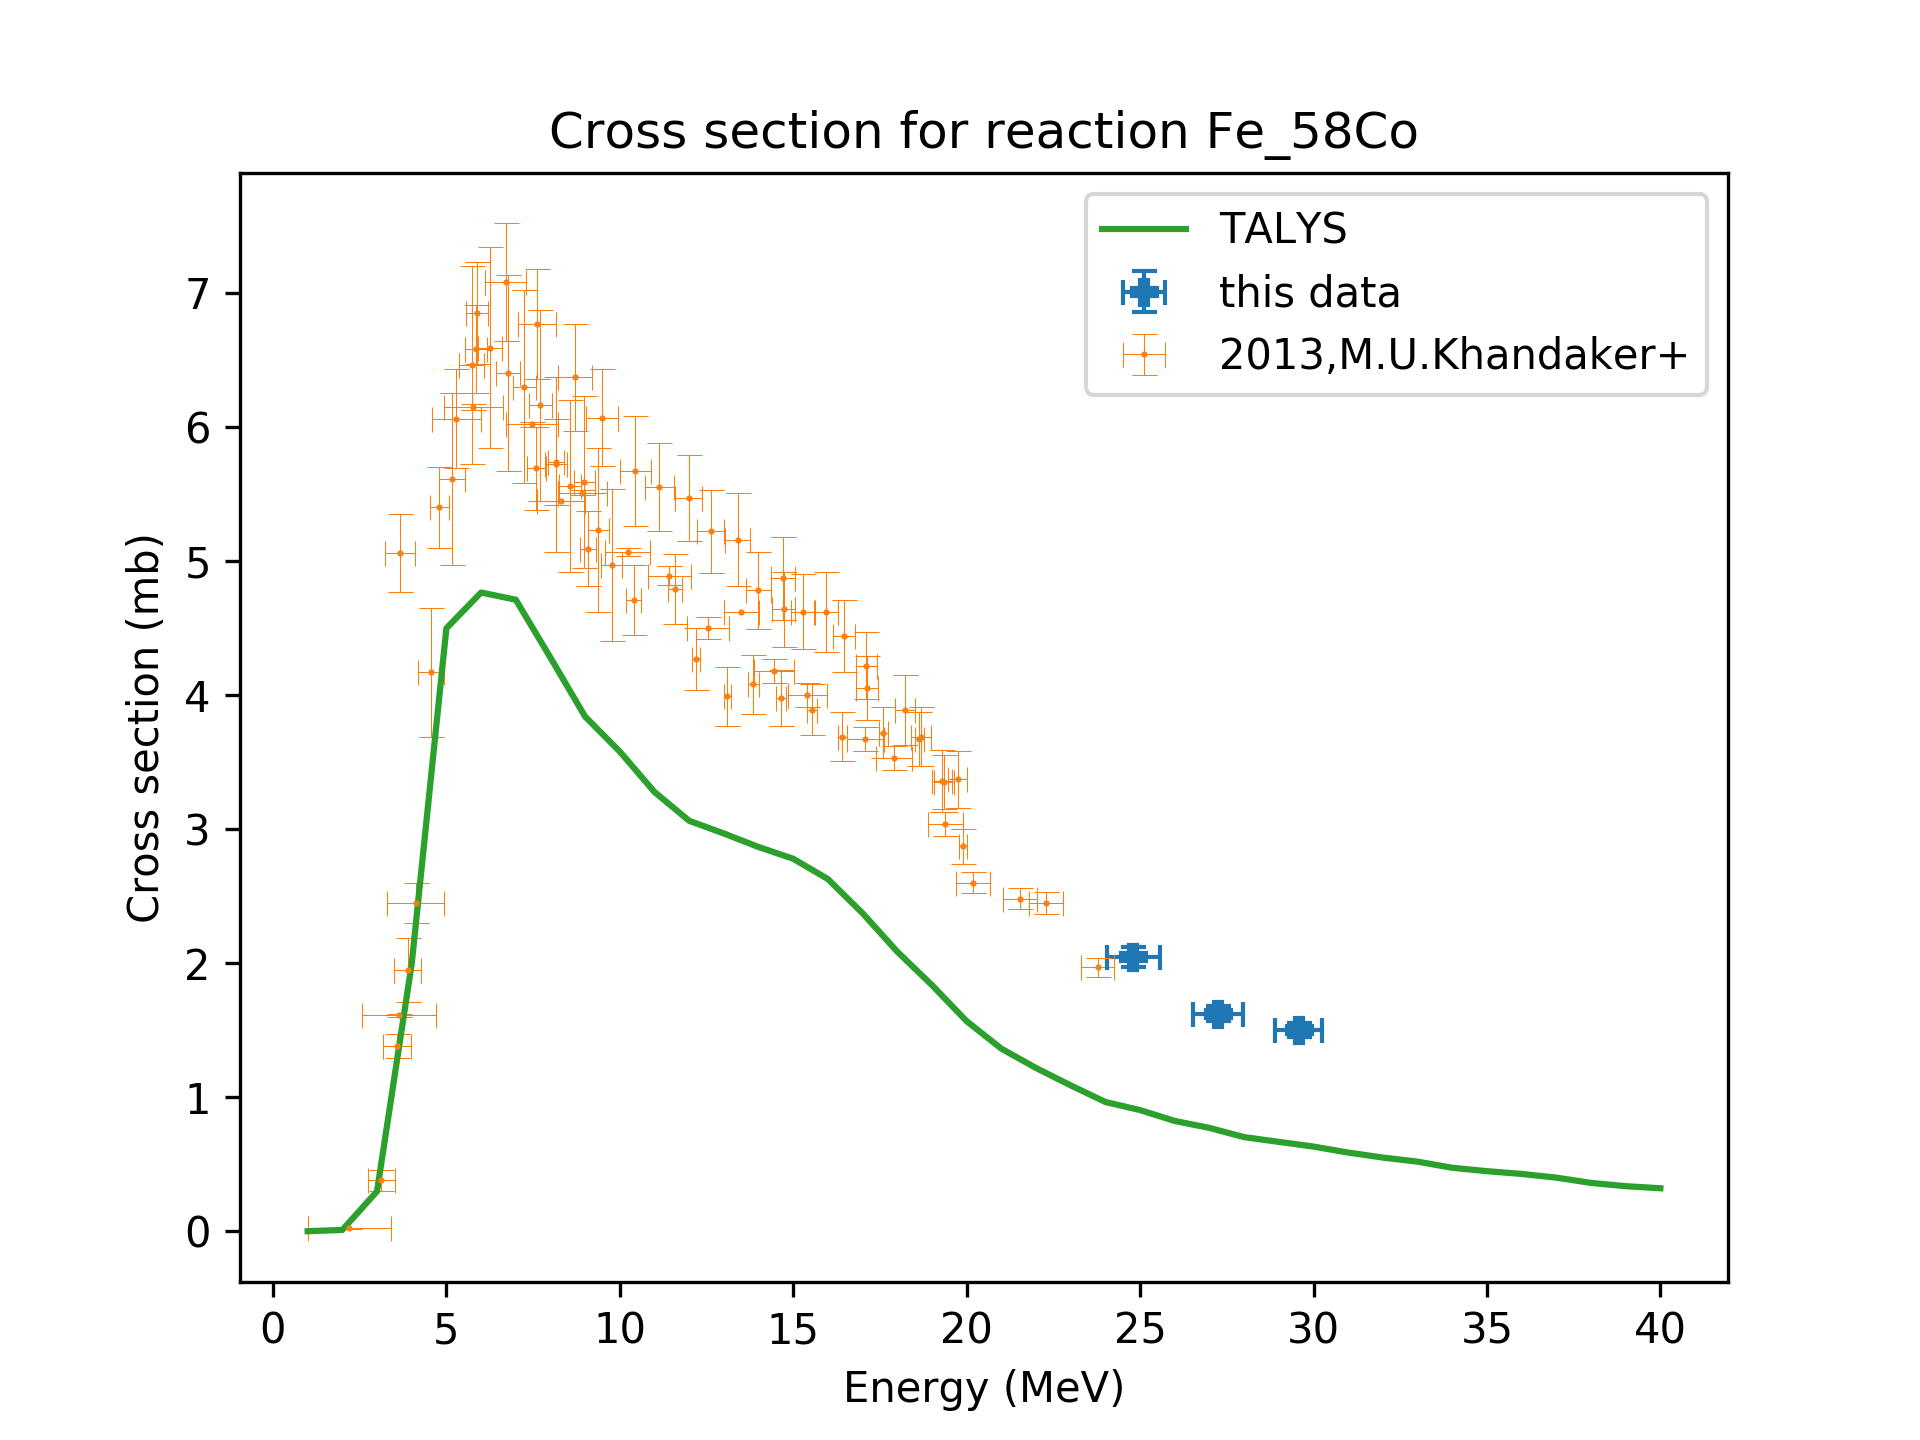 Cross section for reaction Fe_58Co
TALYS
this data
2013,M.U.Khandaker+
Cross section (mb)
7
6
5
4
3
2
1
0
0 5 10 15 20 25 30 35 40
Energy (MeV)